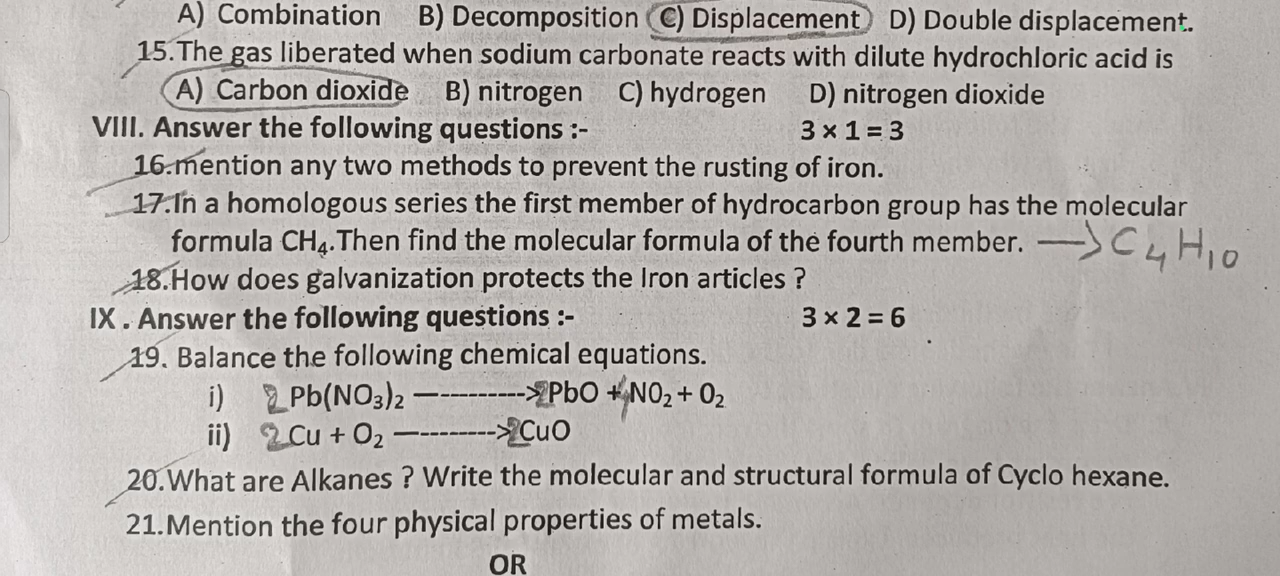 A) Combination B) Decomposition C) Displacement D) Double displacement.
15. The gas liberated when sodium carbonate reacts with dilute hydrochloric acid is
A) Carbon dioxide B) nitrogen C) hydrogen D) nitrogen dioxide
VIII. Answer the following questions :- 3 x 1 = 3
16. mention any two methods to prevent the rusting of iron.
17. In a homologous series the first member of hydrocarbon group has the molecular
formula CH₄. Then find the molecular formula of the fourth member. → C₄H₁₀
18. How does galvanization protects the Iron articles ?
IX . Answer the following questions :- 3 x 2 = 6
19. Balance the following chemical equations.
i) 2 Pb(NO₃)₂ ----------> 2PbO + 4NO₂ + O₂
ii) 2 Cu + O₂ ----------> 2CuO
20. What are Alkanes ? Write the molecular and structural formula of Cyclo hexane.
21. Mention the four physical properties of metals.
OR